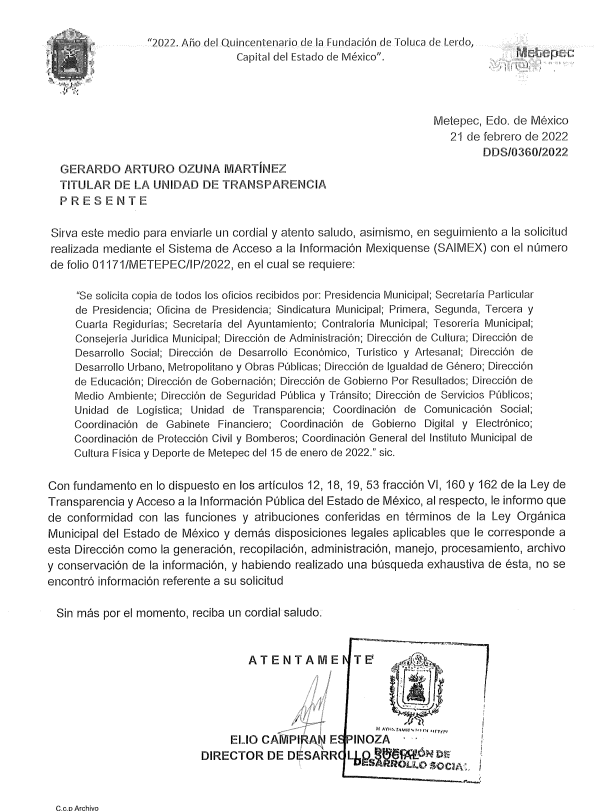 “2022. Año del Quincentenario de la Fundación de Toluca de Lerdo,
Capital del Estado de México”.
Metepec
Metepec, Edo. de México
21 de febrero de 2022
DDS/0360/2022
GERARDO ARTURO OZUNA MARTÍNEZ
TITULAR DE LA UNIDAD DE TRANSPARENCIA
P R E S E N T E
Sirva este medio para enviarle un cordial y atento saludo, asimismo, en seguimiento a la solicitud
realizada mediante el Sistema de Acceso a la Información Mexiquense (SAIMEX) con el número
de folio 01171/METEPEC/IP/2022, en el cual se requiere:
“Se solicita copia de todos los oficios recibidos por: Presidencia Municipal; Secretaría Particular
de Presidencia; Oficina de Presidencia; Sindicatura Municipal; Primera, Segunda, Tercera y
Cuarta Regidurías; Secretaría del Ayuntamiento; Contraloría Municipal; Tesorería Municipal;
Consejería Jurídica Municipal; Dirección de Administración; Dirección de Cultura; Dirección de
Desarrollo Social; Dirección de Desarrollo Económico, Turístico y Artesanal; Dirección de
Desarrollo Urbano, Metropolitano y Obras Públicas; Dirección de Igualdad de Género; Dirección
de Educación; Dirección de Gobernación; Dirección de Gobierno Por Resultados; Dirección de
Medio Ambiente; Dirección de Seguridad Pública y Tránsito; Dirección de Servicios Públicos;
Unidad de Logística; Unidad de Transparencia; Coordinación de Comunicación Social;
Coordinación de Gabinete Financiero; Coordinación de Gobierno Digital y Electrónico;
Coordinación de Protección Civil y Bomberos; Coordinación General del Instituto Municipal de
Cultura Física y Deporte de Metepec del 15 de enero de 2022.” sic.
Con fundamento en lo dispuesto en los artículos 12, 18, 19, 53 fracción VI, 160 y 162 de la Ley de
Transparencia y Acceso a la Información Pública del Estado de México, al respecto, le informo que
de conformidad con las funciones y atribuciones conferidas en términos de la Ley Orgánica
Municipal del Estado de México y demás disposiciones legales aplicables que le corresponde a
esta Dirección como la generación, recopilación, administración, manejo, procesamiento, archivo
y conservación de la información, y habiendo realizado una búsqueda exhaustiva de ésta, no se
encontró información referente a su solicitud
Sin más por el momento, reciba un cordial saludo.
A T E N T A M E N T E
ELIO CAMPIRAN ESPINOZA
DIRECTOR DE DESARROLLO SOCIAL
DIRECCIÓN DE
DESARROLLO SOCIAL
C.c.p Archivo